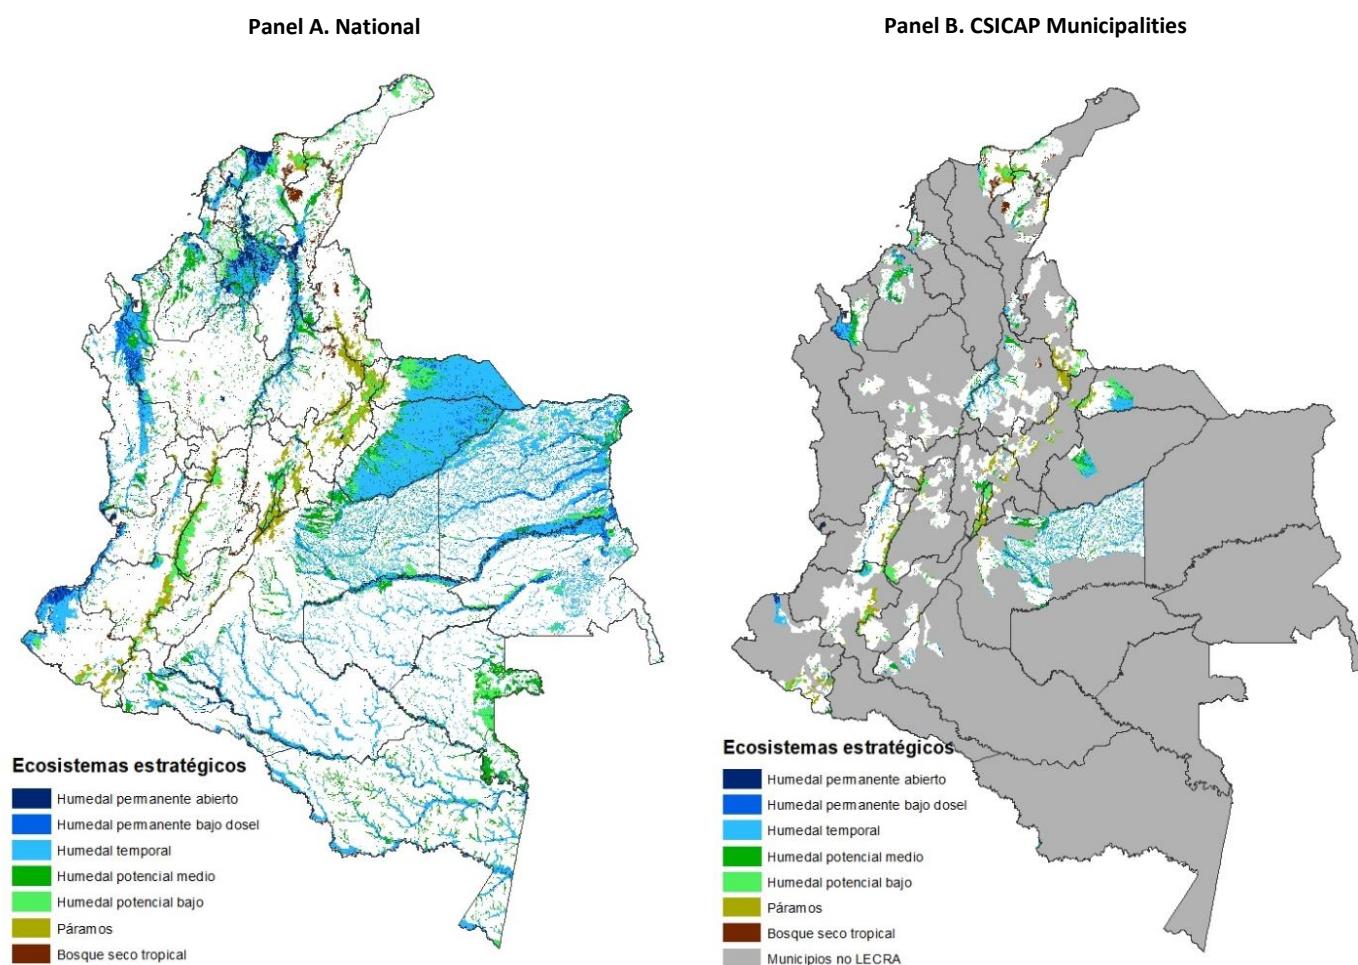 Panel A. National
Panel B. CSICAP Municipalities
Ecosistemas estratégicos
Humedal permanente abierto
Humedal permanente bajo dosel
Humedal temporal
Humedal potencial medio
Humedal potencial bajo
Páramos
Bosque seco tropical
Ecosistemas estratégicos
Humedal permanente abierto
Humedal permanente bajo dosel
Humedal temporal
Humedal potencial medio
Humedal potencial bajo
Páramos
Bosque seco tropical
Municipios no LECRA